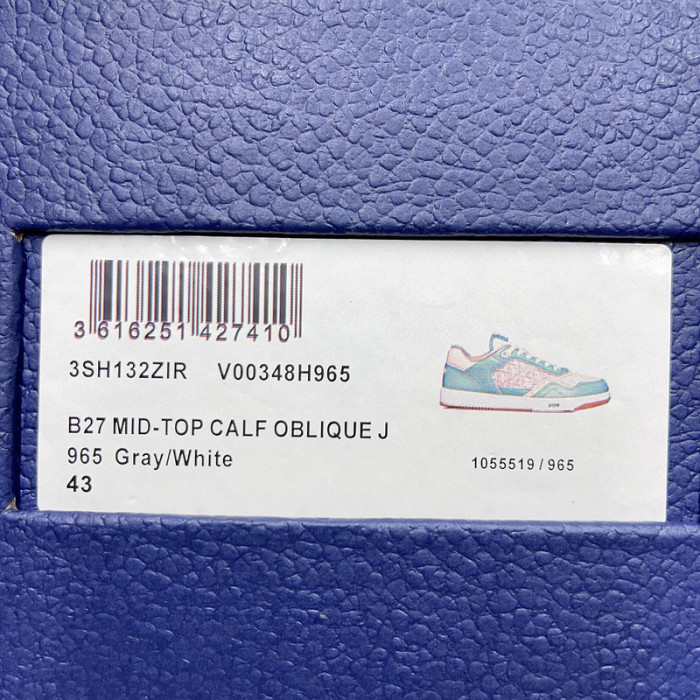 3 616251 427410
3SH132ZIR V00348H965
B27 MID-TOP CALF OBLIQUE J
965 Gray/White
43
1055519 / 965